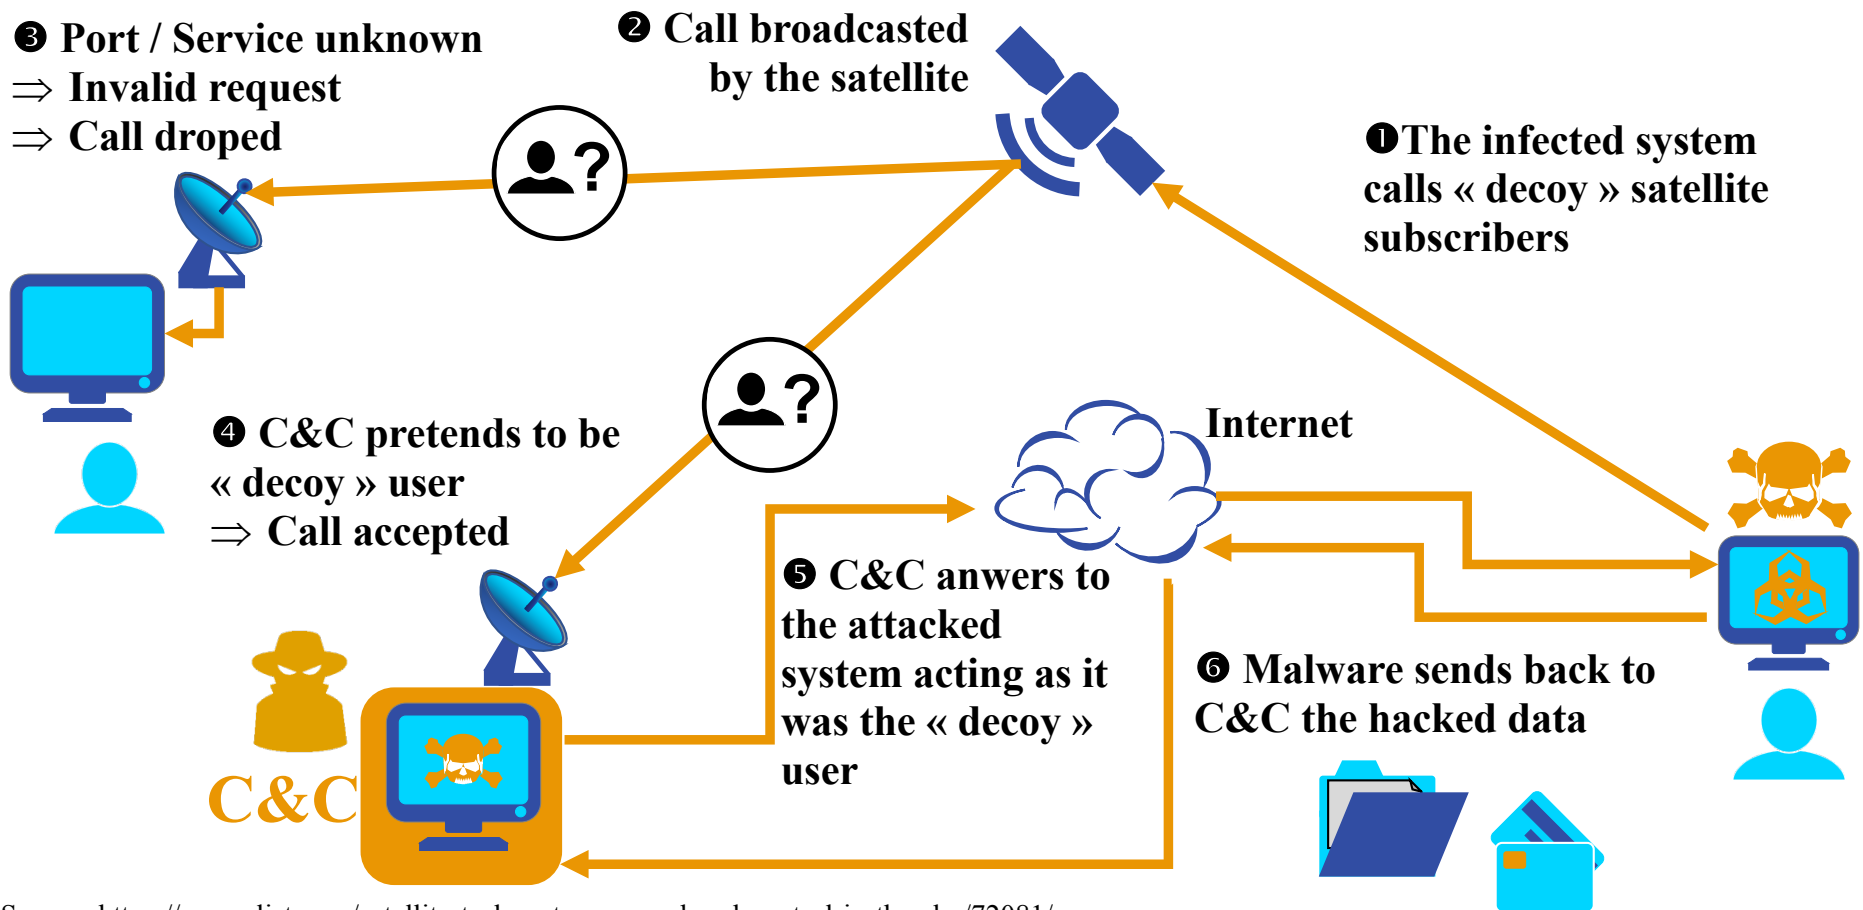 ❸ Port / Service unknown
⇒ Invalid request
⇒ Call droped
❷ Call broadcasted
by the satellite
❶The infected system
calls « decoy » satellite
subscribers
?
?
❹ C&C pretends to be
« decoy » user
⇒ Call accepted
Internet
❺ C&C anwers to
the attacked
system acting as it
was the « decoy »
user
❻ Malware sends back to
C&C the hacked data
C&C